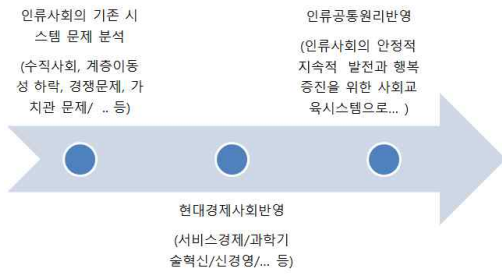 인류사회의 기존 시
스템 문제 분석
(수직사회, 계층이동
성 하락, 경쟁문제, 가
치관 문제/ .. 등)
현대경제사회반영
(서비스경제/과학기
술혁신/신경영/... 등)
인류공통원리반영
(인류사회의 안정적
지속적 발전과 행복
증진을 위한 사회교
육시스템으로... )